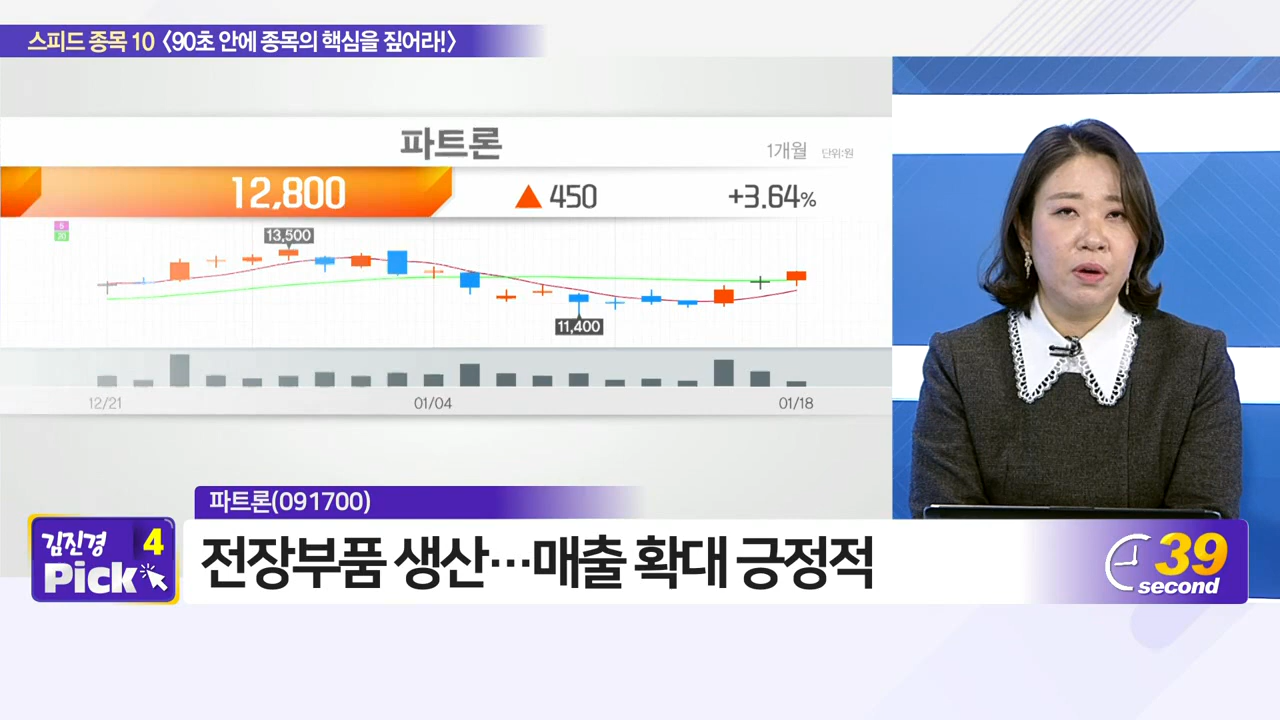 스피드 종목 10 <90초 안에 종목의 핵심을 짚어라!>
파트론
1개월 단위:원
12,800 ▲ 450 +3.64%
5
20
13,500
11,400
12/21 01/04 01/18
파트론(091700)
김진경 4
Pick
전장부품 생산…매출 확대 긍정적
39
second